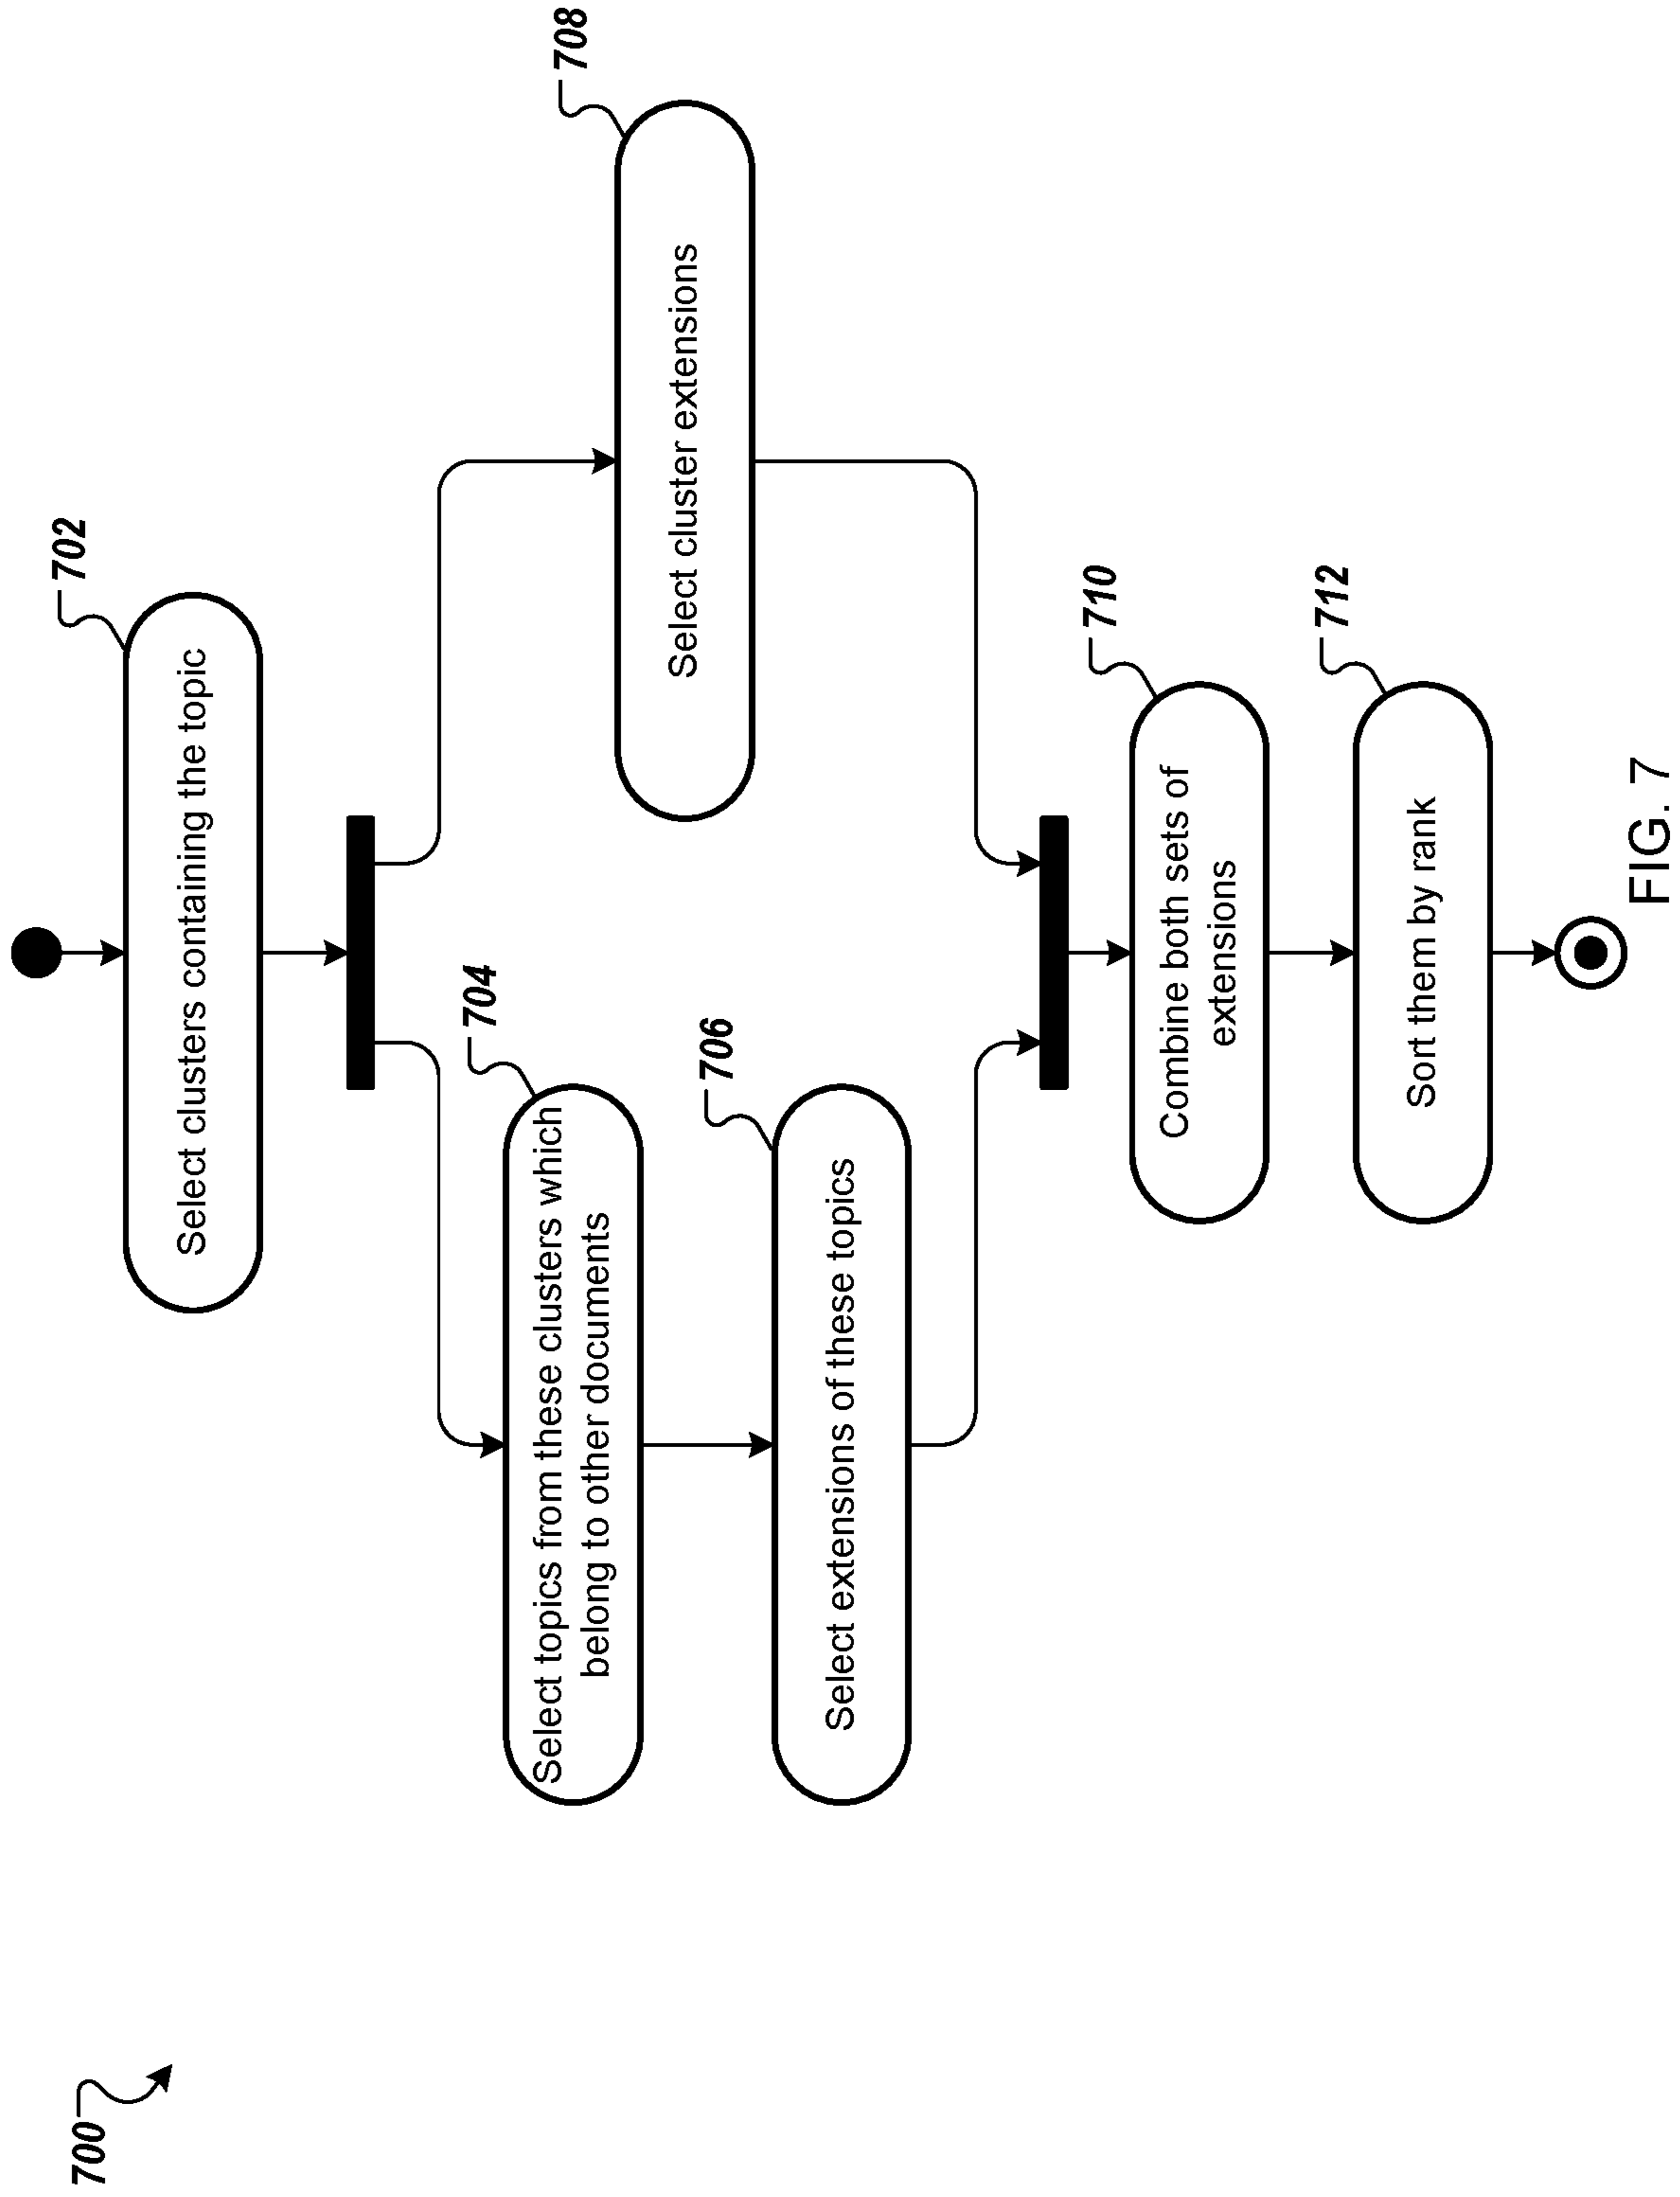 700
702
Select clusters containing the topic
704
Select topics from these clusters which
belong to other documents
706
Select extensions of these topics
708
Select cluster extensions
710
Combine both sets of
extensions
712
Sort them by rank
FIG. 7